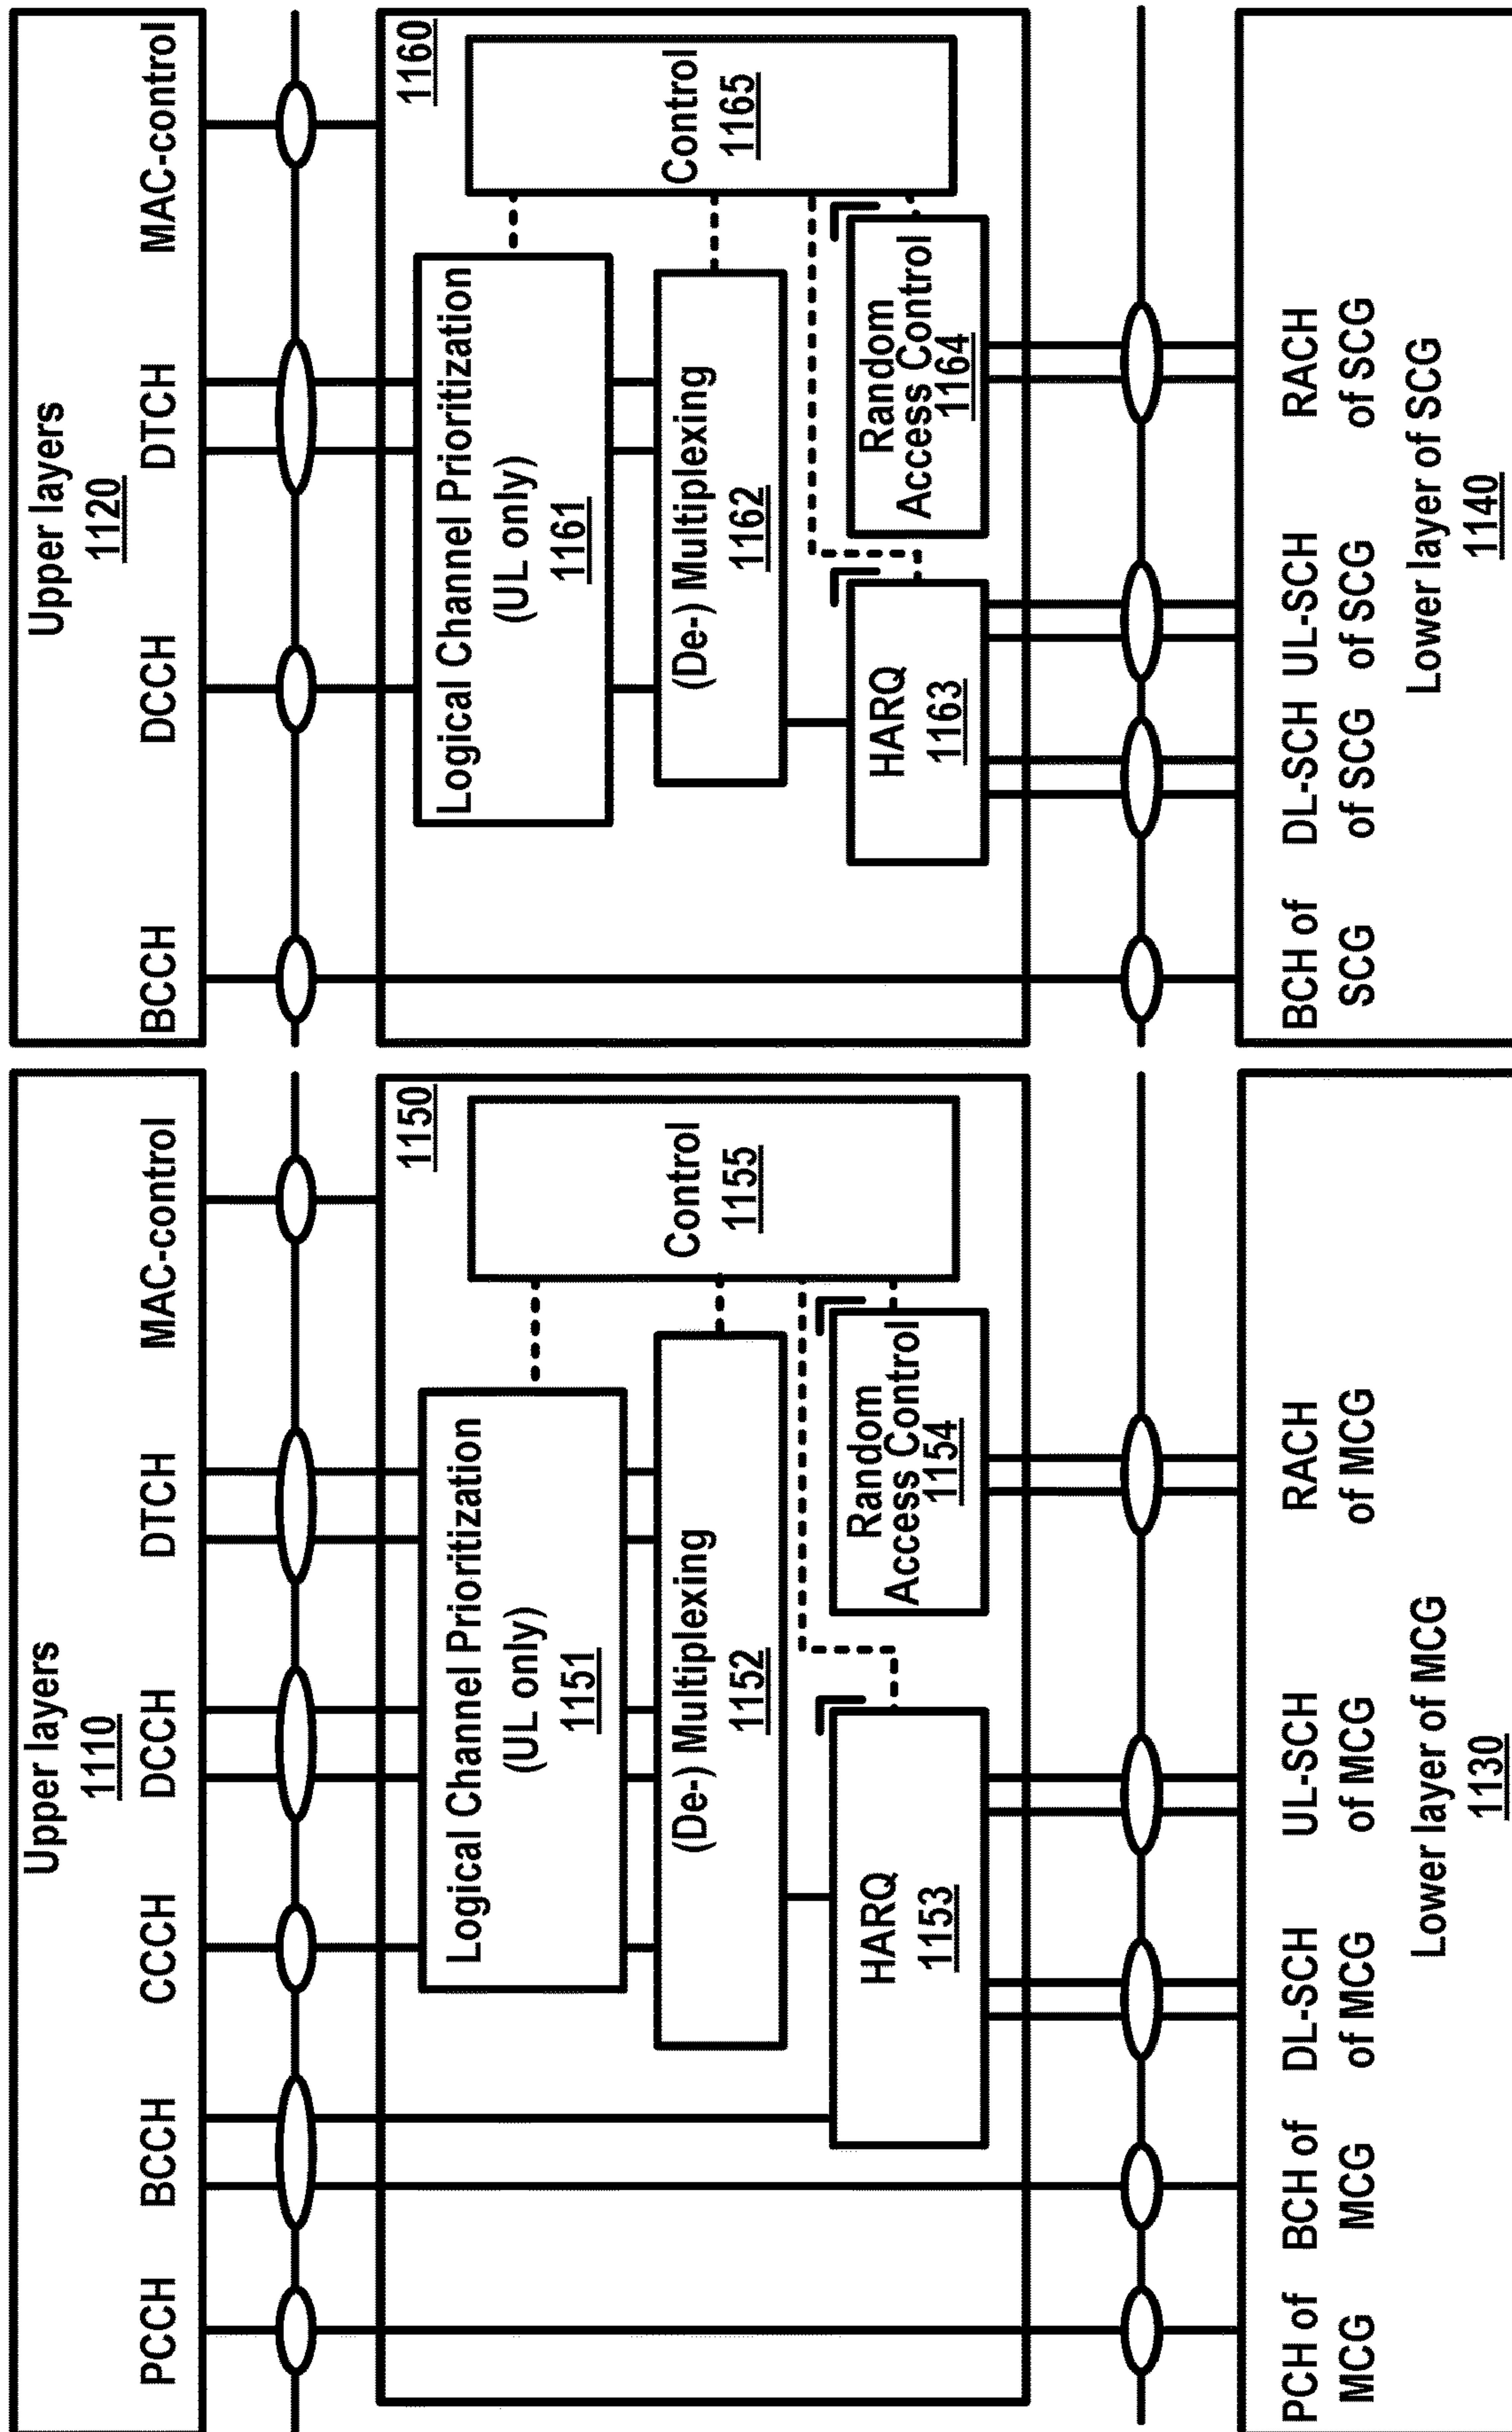 Upper layers
1110
PCCH
BCCH
CCCH
DCCH
DTCH
MAC-control
1150
Logical Channel Prioritization
(UL only)
1151
(De-) Multiplexing
1152
HARQ
1153
Random
Access Control
1154
Control
1155
PCH of
MCG
BCH of
MCG
DL-SCH
of MCG
UL-SCH
of MCG
RACH
of MCG
Lower layer of MCG
1130
Upper layers
1120
BCCH
DCCH
DTCH
MAC-control
1160
Logical Channel Prioritization
(UL only)
1161
(De-) Multiplexing
1162
HARQ
1163
Random
Access Control
1164
Control
1165
BCH of
SCG
DL-SCH
of SCG
UL-SCH
of SCG
RACH
of SCG
Lower layer of SCG
1140